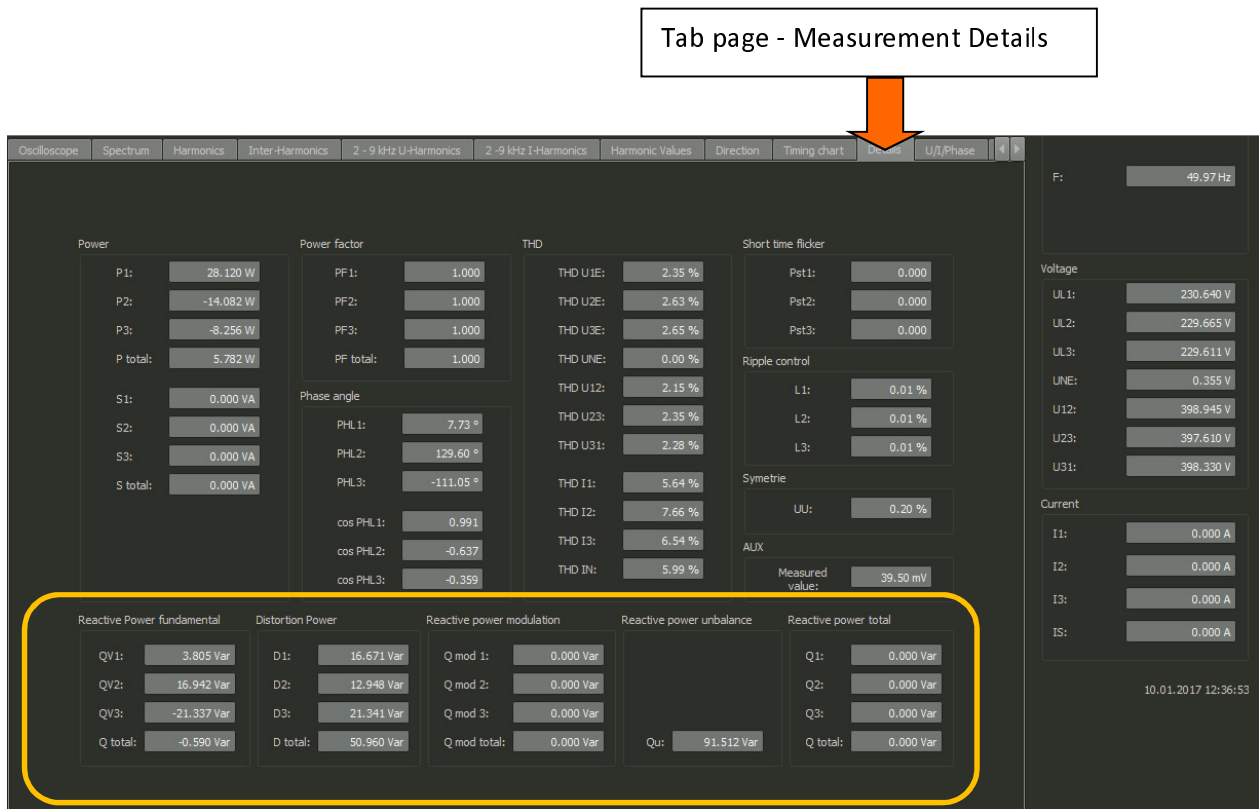 Tab page - Measurement Details
Oscilloscope Spectrum Harmonics Inter-Harmonics 2 - 9 kHz U-Harmonics 2 -9 kHz I-Harmonics Harmonic Values Direction Timing chart Details U/I/Phase
Power
P1: 28.120 W
P2: -14.082 W
P3: -8.256 W
P total: 5.782 W
S1: 0.000 VA
S2: 0.000 VA
S3: 0.000 VA
S total: 0.000 VA
Power factor
PF1: 1.000
PF2: 1.000
PF3: 1.000
PF total: 1.000
Phase angle
PHL1: 7.73 °
PHL2: 129.60 °
PHL3: -111.05 °
cos PHL1: 0.991
cos PHL2: -0.637
cos PHL3: -0.359
THD
THD U1E: 2.35 %
THD U2E: 2.63 %
THD U3E: 2.65 %
THD UNE: 0.00 %
THD U12: 2.15 %
THD U23: 2.35 %
THD U31: 2.28 %
THD I1: 5.64 %
THD I2: 7.66 %
THD I3: 6.54 %
THD IN: 5.99 %
Short time flicker
Pst1: 0.000
Pst2: 0.000
Pst3: 0.000
Ripple control
L1: 0.01 %
L2: 0.01 %
L3: 0.01 %
Symetrie
UU: 0.20 %
AUX
Measured
value: 39.50 mV
Reactive Power fundamental
QV1: 3.805 Var
QV2: 16.942 Var
QV3: -21.337 Var
Q total: -0.590 Var
Distortion Power
D1: 16.671 Var
D2: 12.948 Var
D3: 21.341 Var
D total: 50.960 Var
Reactive power modulation
Q mod 1: 0.000 Var
Q mod 2: 0.000 Var
Q mod 3: 0.000 Var
Q mod total: 0.000 Var
Reactive power unbalance
Qu: 91.512 Var
Reactive power total
Q1: 0.000 Var
Q2: 0.000 Var
Q3: 0.000 Var
Q total: 0.000 Var
F: 49.97 Hz
Voltage
UL1: 230.640 V
UL2: 229.665 V
UL3: 229.611 V
UNE: 0.355 V
U12: 398.945 V
U23: 397.610 V
U31: 398.330 V
Current
I1: 0.000 A
I2: 0.000 A
I3: 0.000 A
IS: 0.000 A
10.01.2017 12:36:53